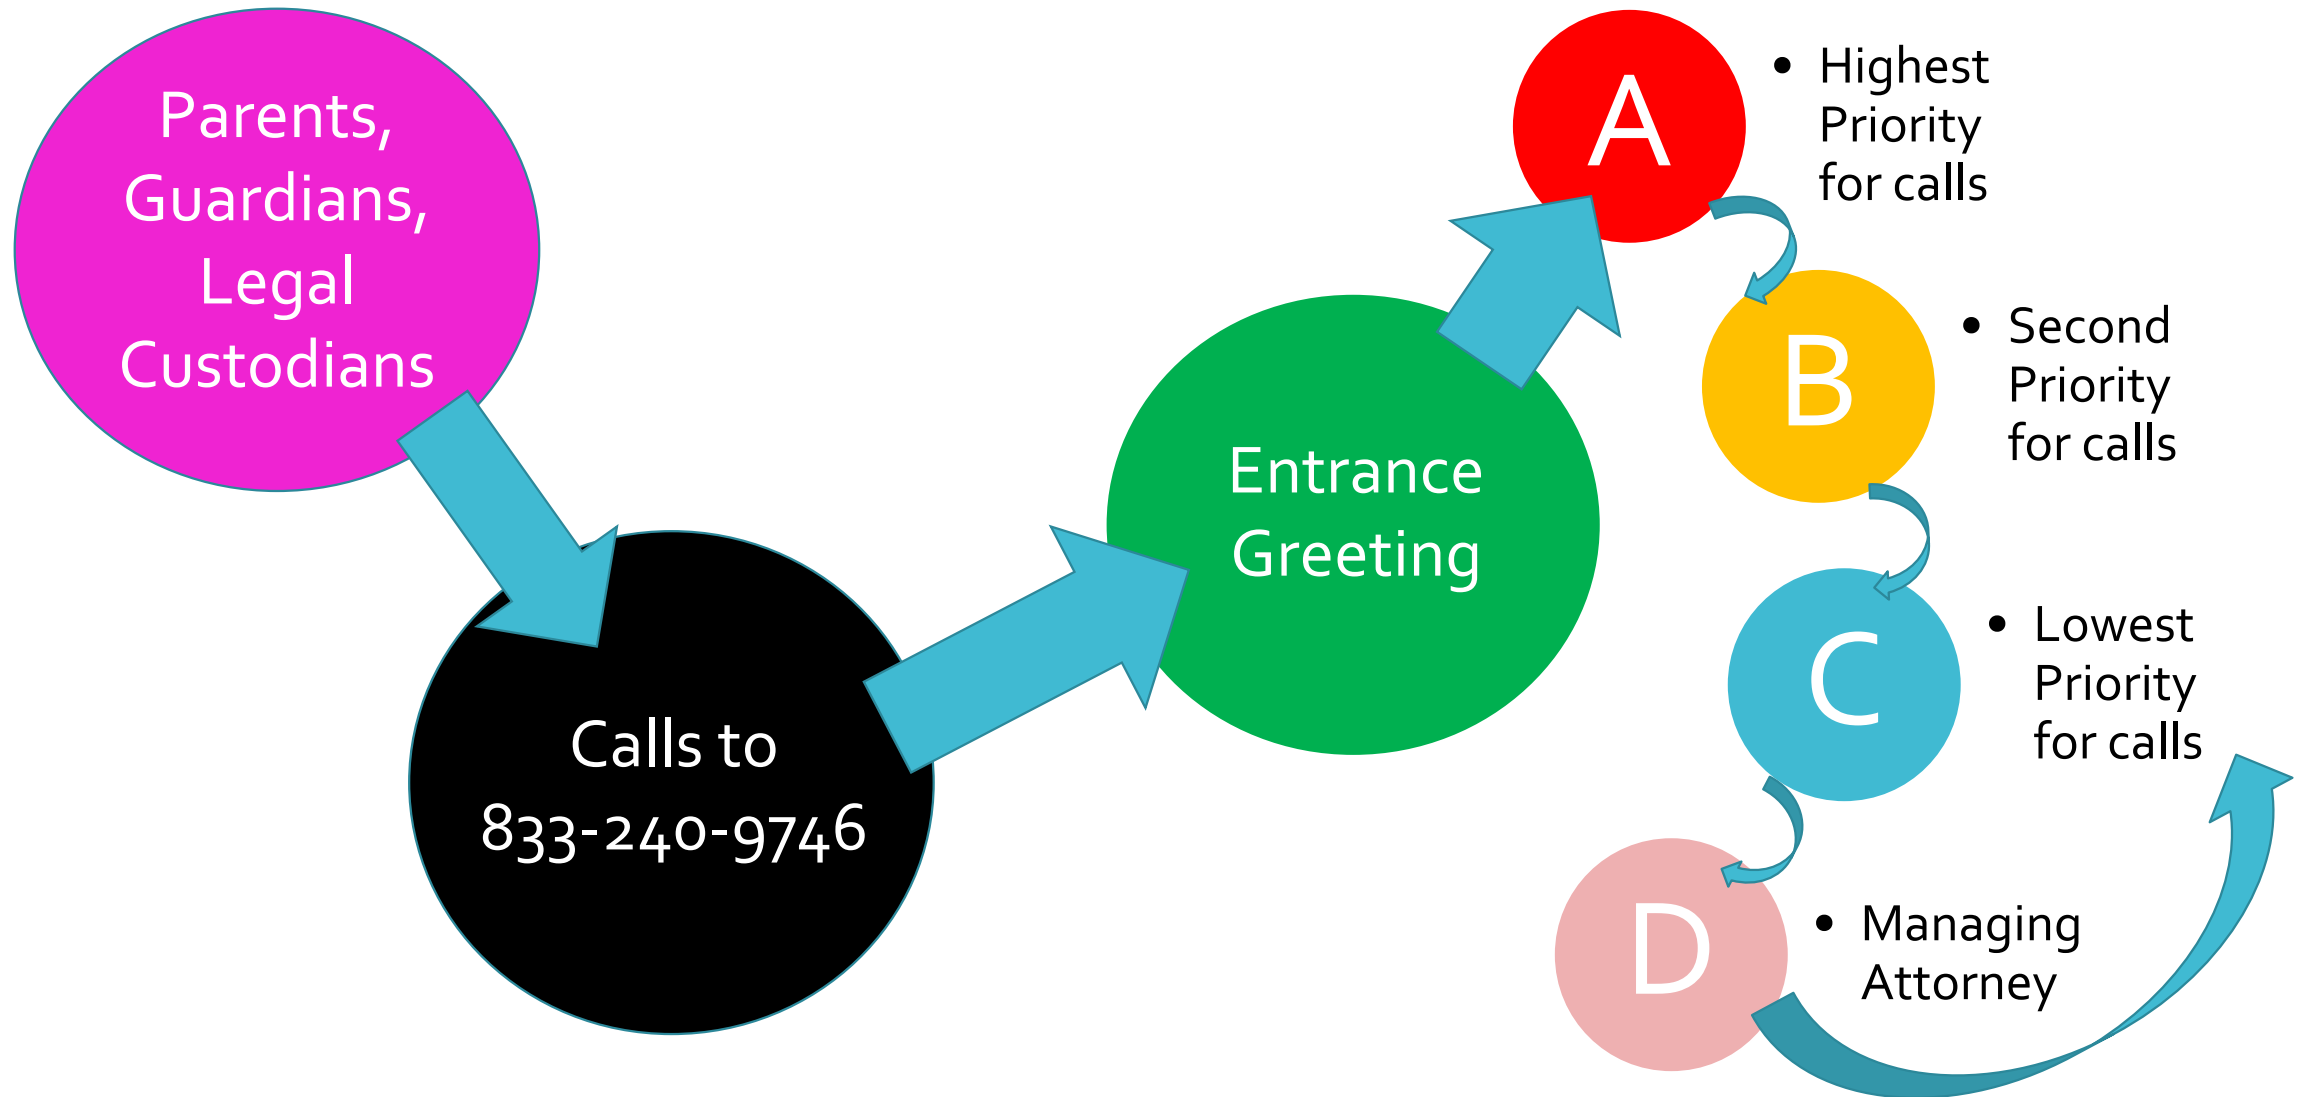 Parents,
Guardians,
Legal
Custodians
Calls to
833-240-9746
Entrance
Greeting
A
• Highest
Priority
for calls
B
• Second
Priority
for calls
C
• Lowest
Priority
for calls
D
• Managing
Attorney